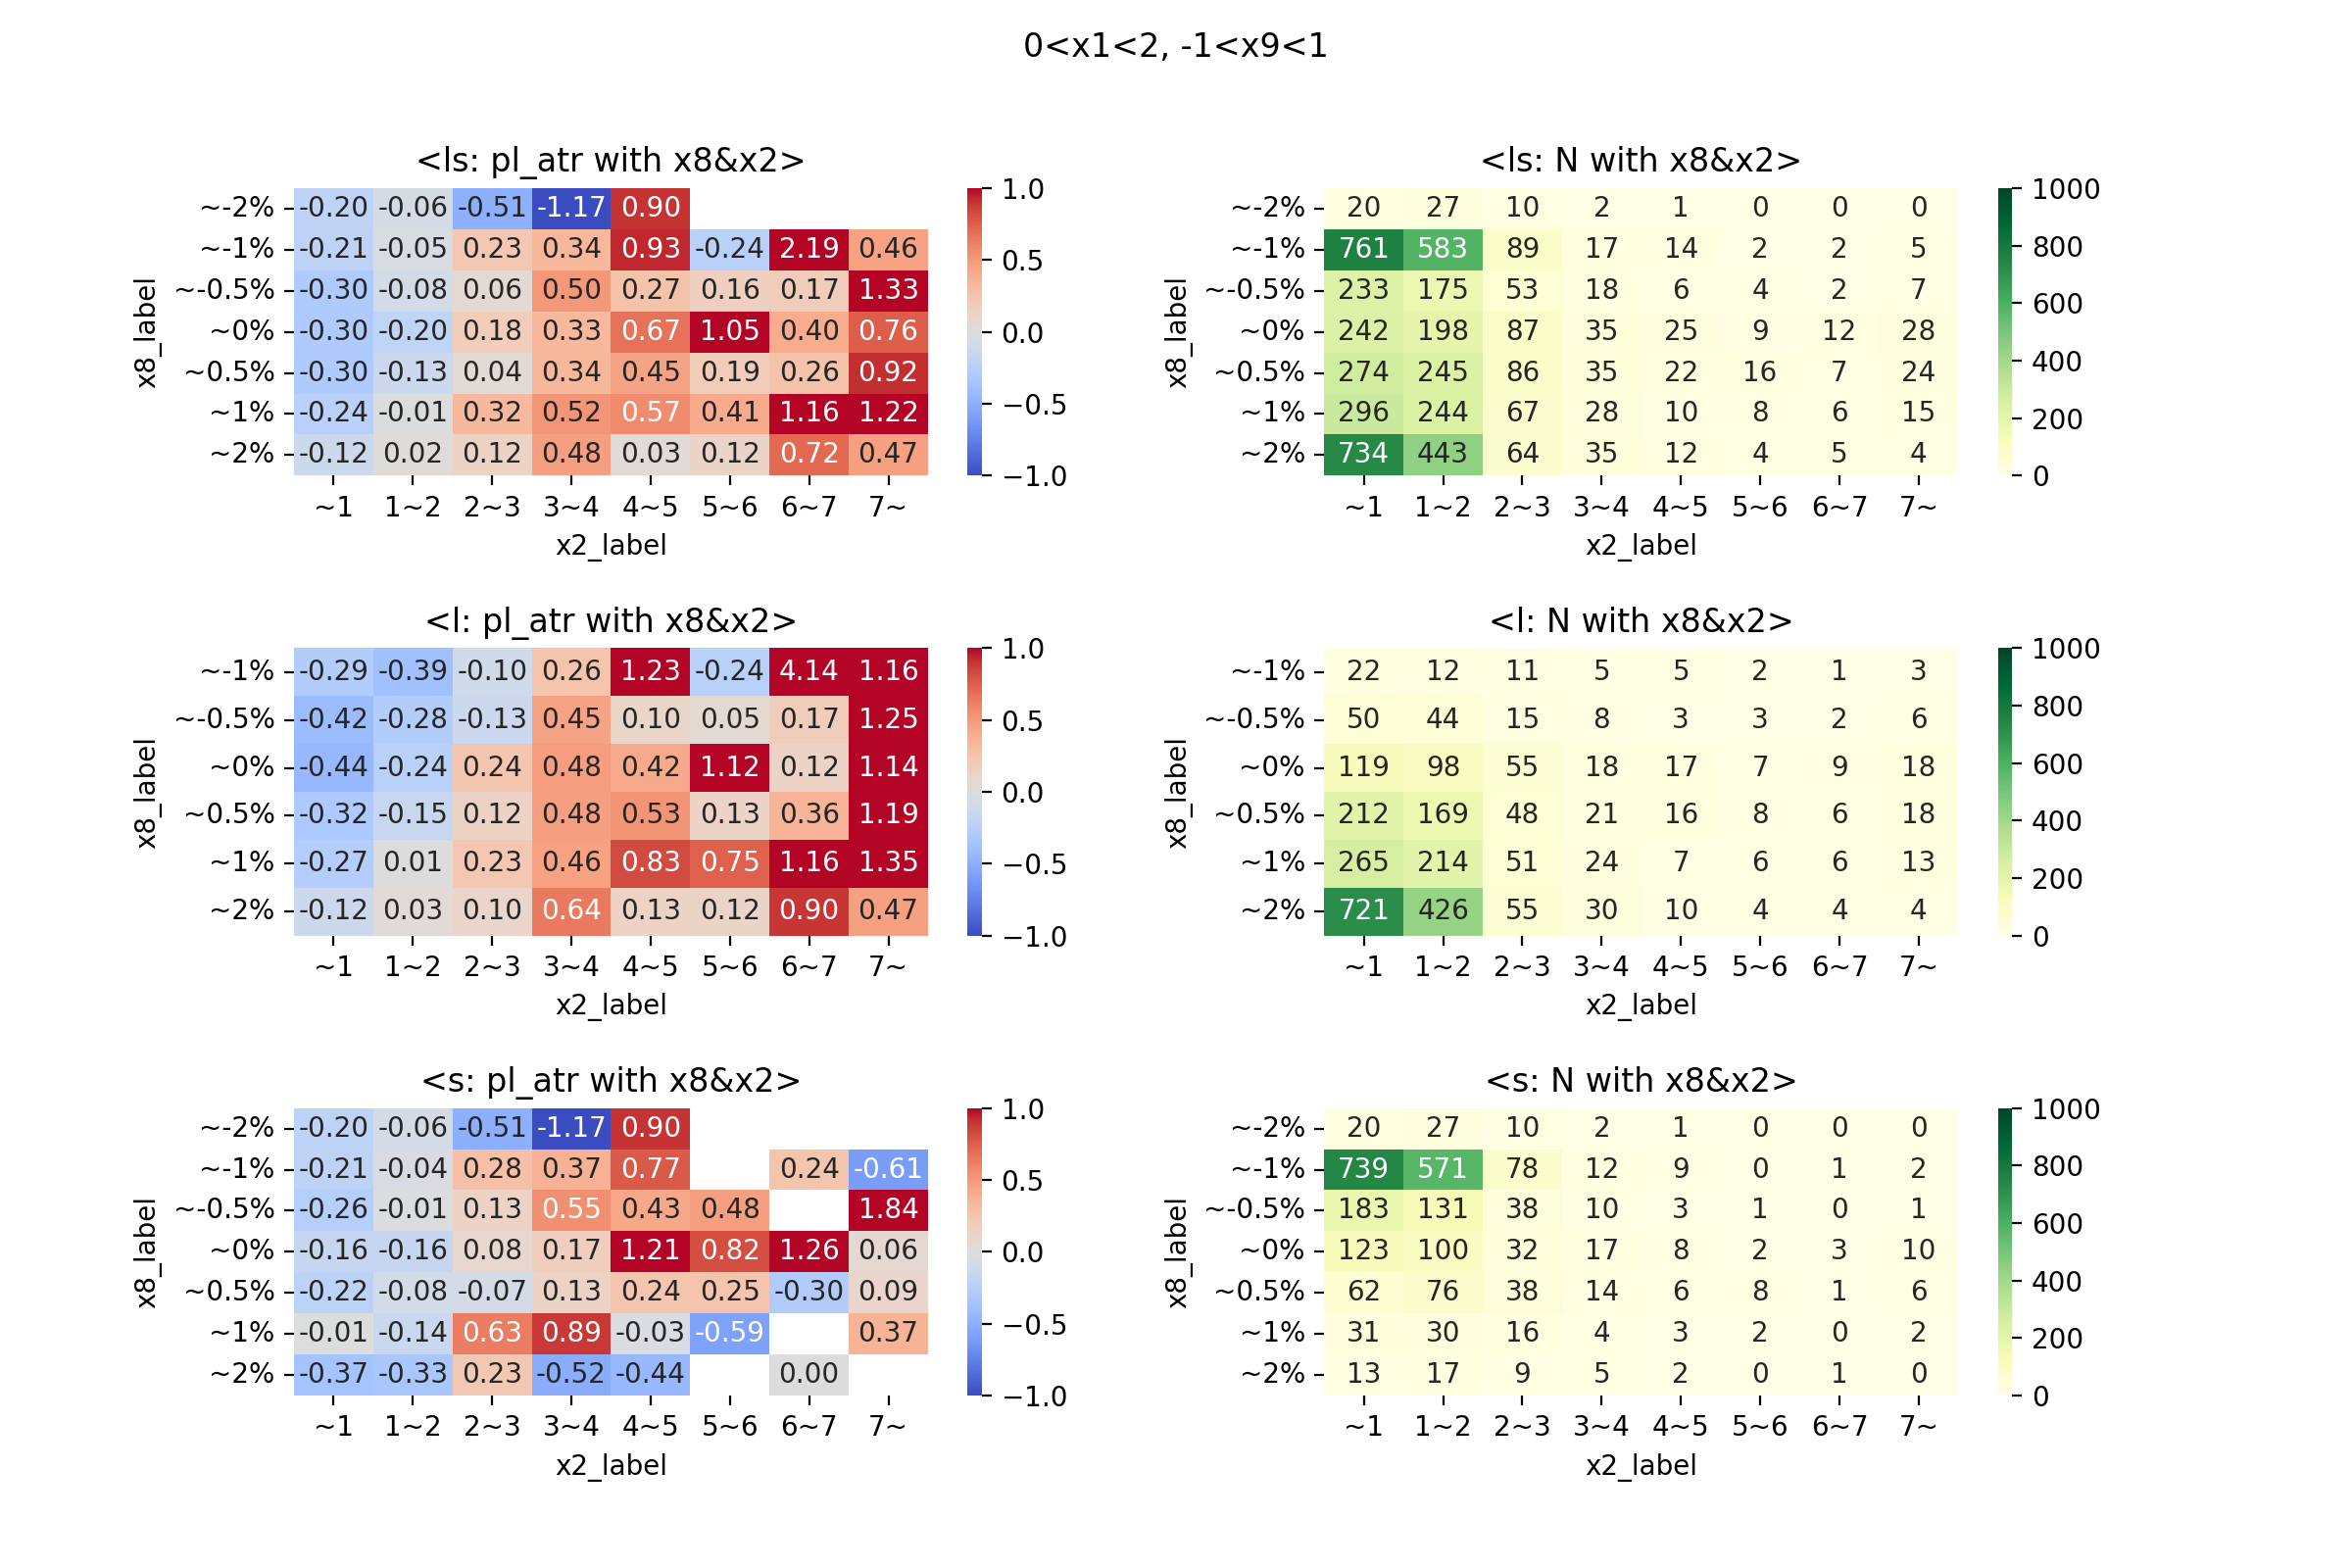 0<x1<2, -1<x9<1
<ls: pl_atr with x8&x2>
x8_label
~-2% -0.20 -0.06 -0.51 -1.17 0.90
~-1% -0.21 -0.05 0.23 0.34 0.93 -0.24 2.19 0.46
~-0.5% -0.30 -0.08 0.06 0.50 0.27 0.16 0.17 1.33
~0% -0.30 -0.20 0.18 0.33 0.67 1.05 0.40 0.76
~0.5% -0.30 -0.13 0.04 0.34 0.45 0.19 0.26 0.92
~1% -0.24 -0.01 0.32 0.52 0.57 0.41 1.16 1.22
~2% -0.12 0.02 0.12 0.48 0.03 0.12 0.72 0.47
~1 1~2 2~3 3~4 4~5 5~6 6~7 7~
x2_label
1.0
0.5
0.0
−0.5
−1.0
<ls: N with x8&x2>
x8_label
~-2% 20 27 10 2 1 0 0 0
~-1% 761 583 89 17 14 2 2 5
~-0.5% 233 175 53 18 6 4 2 7
~0% 242 198 87 35 25 9 12 28
~0.5% 274 245 86 35 22 16 7 24
~1% 296 244 67 28 10 8 6 15
~2% 734 443 64 35 12 4 5 4
~1 1~2 2~3 3~4 4~5 5~6 6~7 7~
x2_label
1000
800
600
400
200
0
<l: pl_atr with x8&x2>
x8_label
~-1% -0.29 -0.39 -0.10 0.26 1.23 -0.24 4.14 1.16
~-0.5% -0.42 -0.28 -0.13 0.45 0.10 0.05 0.17 1.25
~0% -0.44 -0.24 0.24 0.48 0.42 1.12 0.12 1.14
~0.5% -0.32 -0.15 0.12 0.48 0.53 0.13 0.36 1.19
~1% -0.27 0.01 0.23 0.46 0.83 0.75 1.16 1.35
~2% -0.12 0.03 0.10 0.64 0.13 0.12 0.90 0.47
~1 1~2 2~3 3~4 4~5 5~6 6~7 7~
x2_label
1.0
0.5
0.0
−0.5
−1.0
<l: N with x8&x2>
x8_label
~-1% 22 12 11 5 5 2 1 3
~-0.5% 50 44 15 8 3 3 2 6
~0% 119 98 55 18 17 7 9 18
~0.5% 212 169 48 21 16 8 6 18
~1% 265 214 51 24 7 6 6 13
~2% 721 426 55 30 10 4 4 4
~1 1~2 2~3 3~4 4~5 5~6 6~7 7~
x2_label
1000
800
600
400
200
0
<s: pl_atr with x8&x2>
x8_label
~-2% -0.20 -0.06 -0.51 -1.17 0.90
~-1% -0.21 -0.04 0.28 0.37 0.77 0.24 -0.61
~-0.5% -0.26 -0.01 0.13 0.55 0.43 0.48 1.84
~0% -0.16 -0.16 0.08 0.17 1.21 0.82 1.26 0.06
~0.5% -0.22 -0.08 -0.07 0.13 0.24 0.25 -0.30 0.09
~1% -0.01 -0.14 0.63 0.89 -0.03 -0.59 0.37
~2% -0.37 -0.33 0.23 -0.52 -0.44 0.00
~1 1~2 2~3 3~4 4~5 5~6 6~7 7~
x2_label
1.0
0.5
0.0
−0.5
−1.0
<s: N with x8&x2>
x8_label
~-2% 20 27 10 2 1 0 0 0
~-1% 739 571 78 12 9 0 1 2
~-0.5% 183 131 38 10 3 1 0 1
~0% 123 100 32 17 8 2 3 10
~0.5% 62 76 38 14 6 8 1 6
~1% 31 30 16 4 3 2 0 2
~2% 13 17 9 5 2 0 1 0
~1 1~2 2~3 3~4 4~5 5~6 6~7 7~
x2_label
1000
800
600
400
200
0